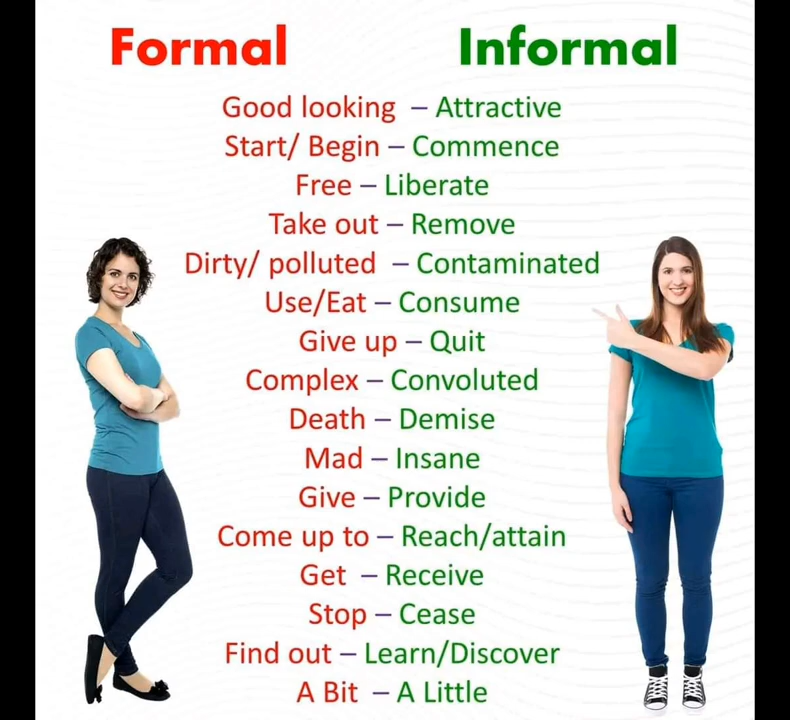 Formal Informal
Good looking – Attractive
Start/ Begin – Commence
Free – Liberate
Take out – Remove
Dirty/ polluted – Contaminated
Use/Eat – Consume
Give up – Quit
Complex – Convoluted
Death – Demise
Mad – Insane
Give – Provide
Come up to – Reach/attain
Get – Receive
Stop – Cease
Find out – Learn/Discover
A Bit – A Little